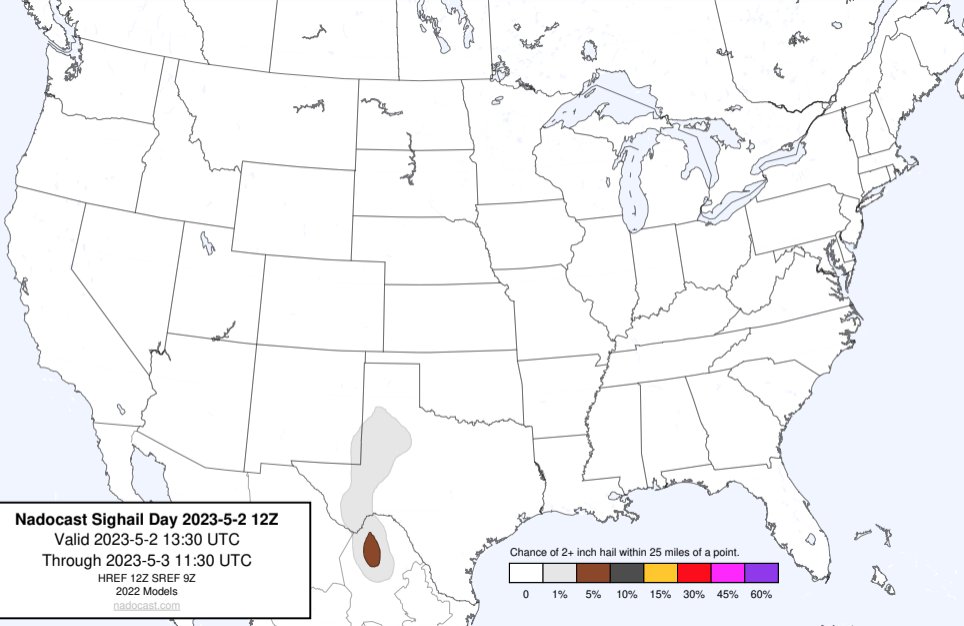 Nadocast Sighail Day 2023-5-2 12Z
Valid 2023-5-2 13:30 UTC
Through 2023-5-3 11:30 UTC
HREF 12Z SREF 9Z
2022 Models
nadocast.com
Chance of 2+ inch hail within 25 miles of a point.
0 1% 5% 10% 15% 30% 45% 60%